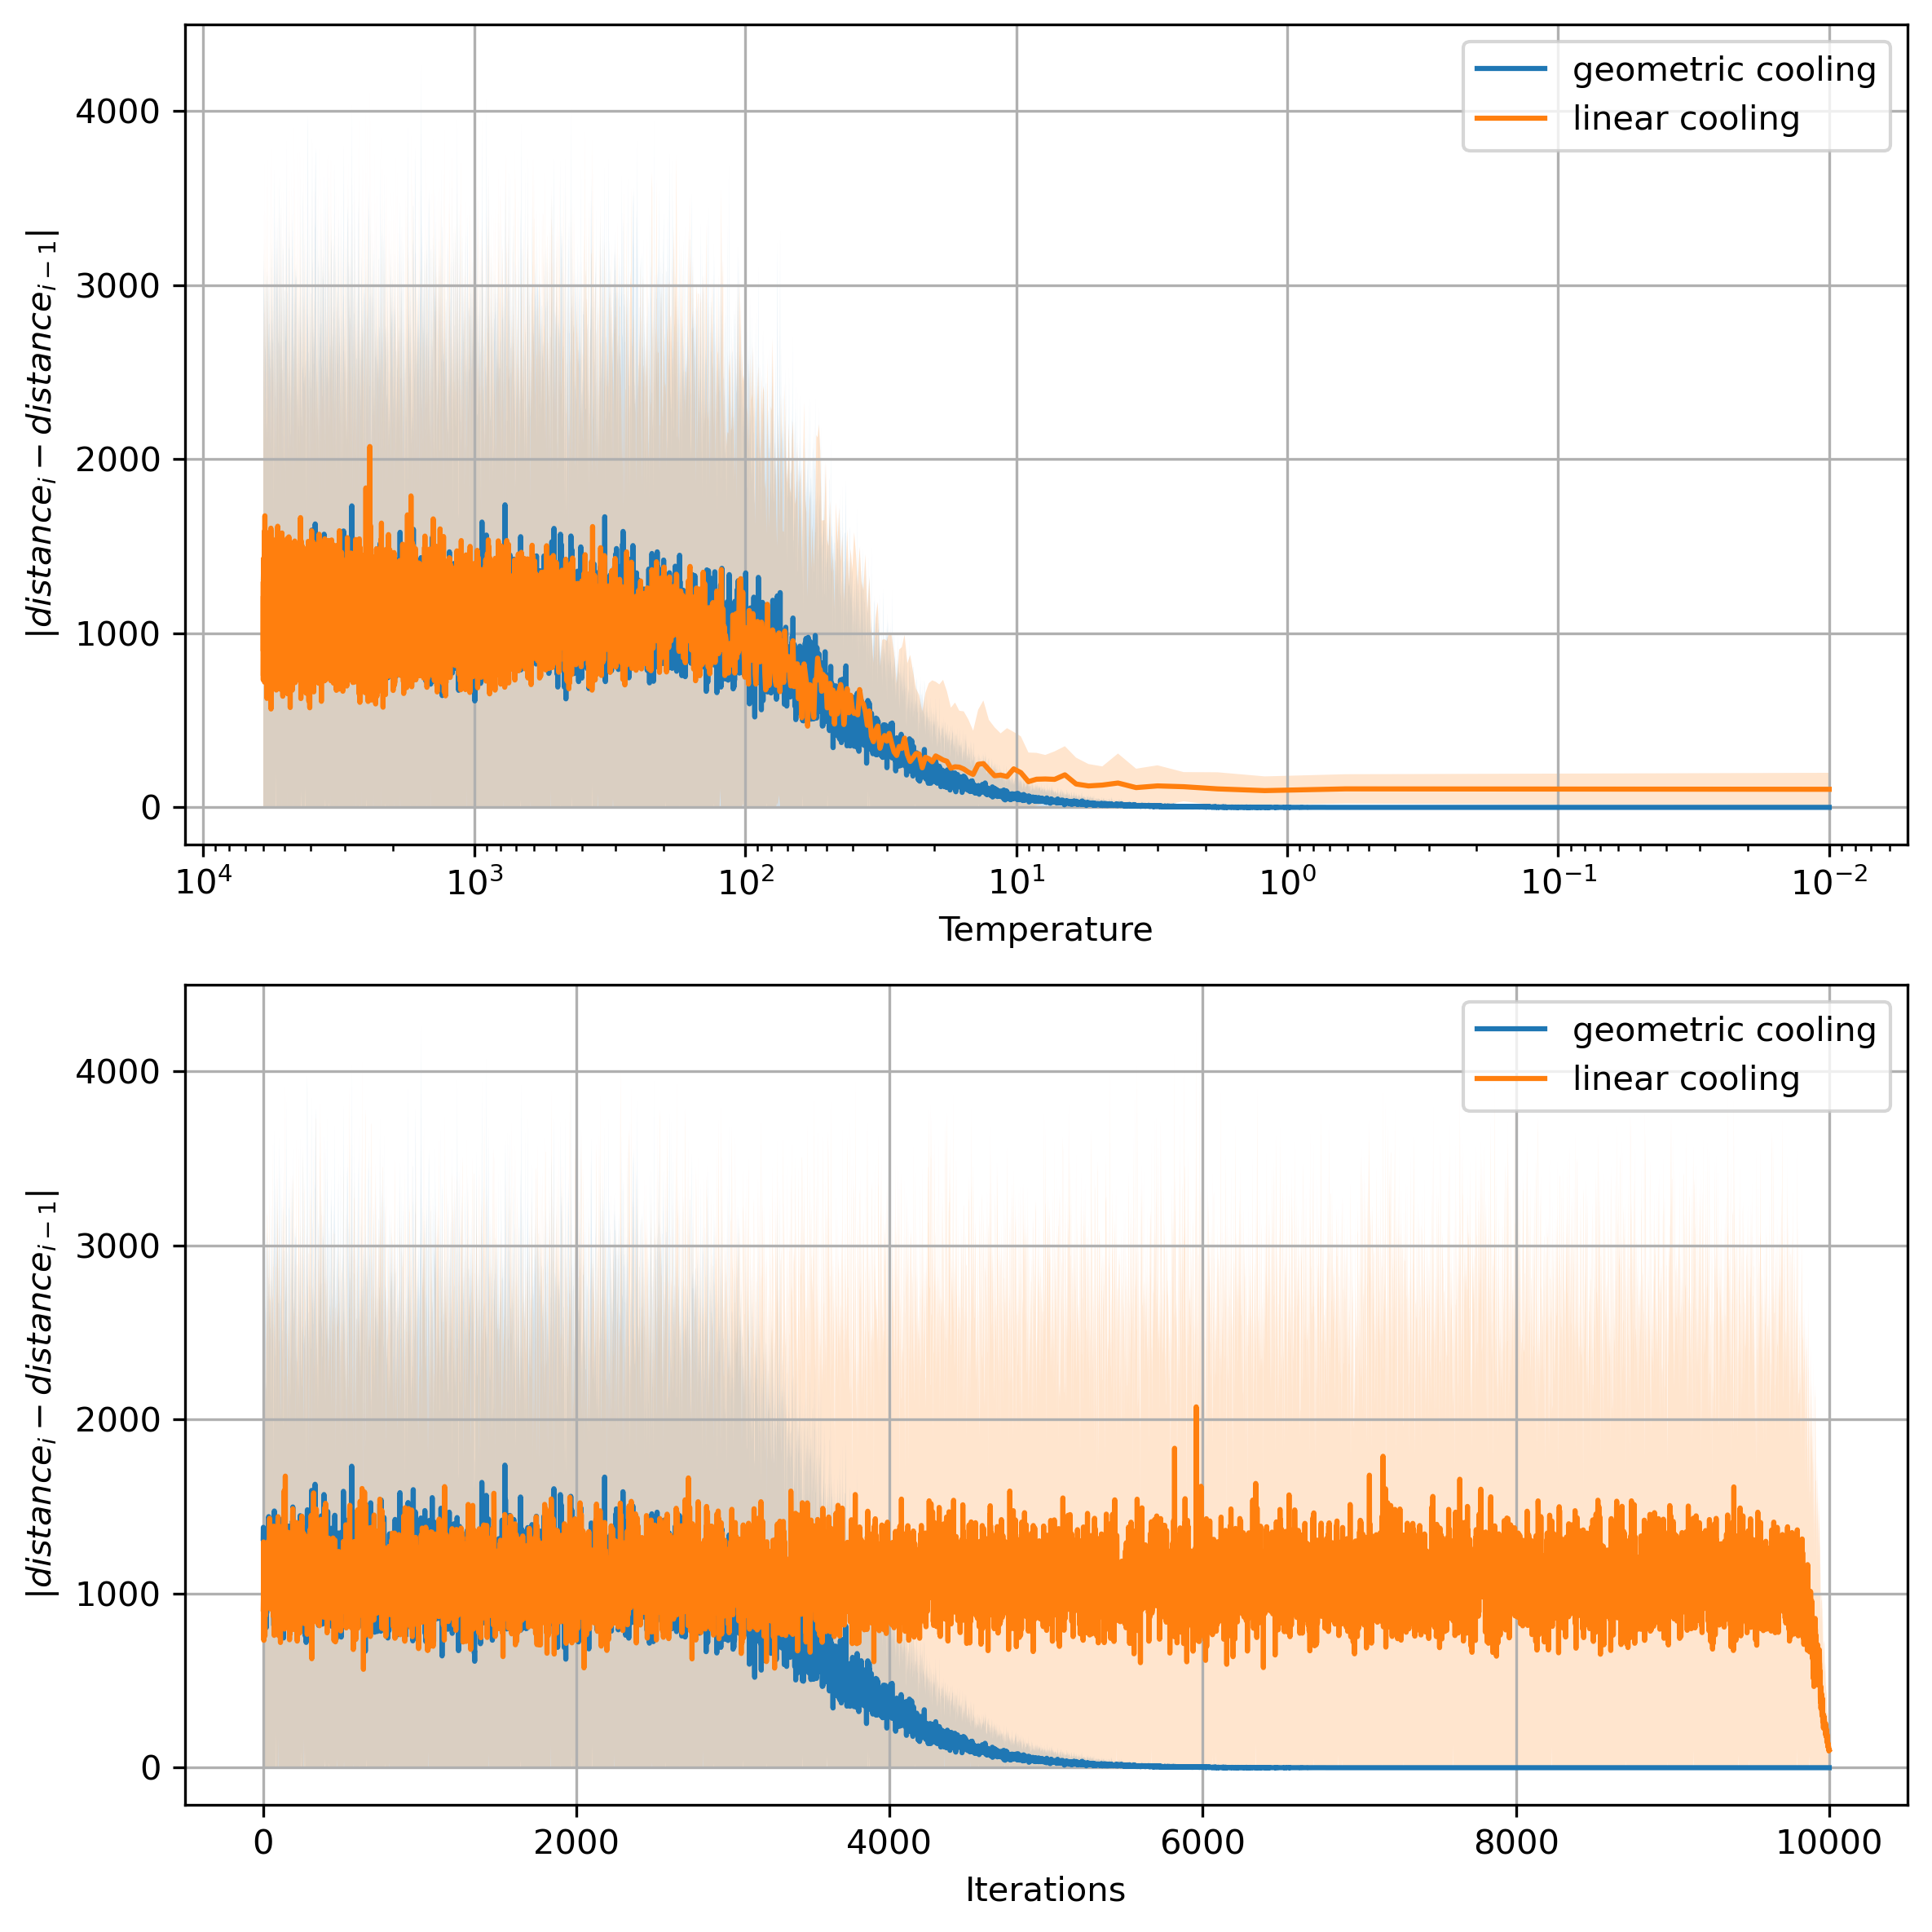 geometric cooling
linear cooling
4000
3000
2000
1000
0
|distance_i − distance_{i−1}|
10^4
10^3
10^2
10^1
10^0
10^{−1}
10^{−2}
Temperature
geometric cooling
linear cooling
4000
3000
2000
1000
0
|distance_i − distance_{i−1}|
0
2000
4000
6000
8000
10000
Iterations